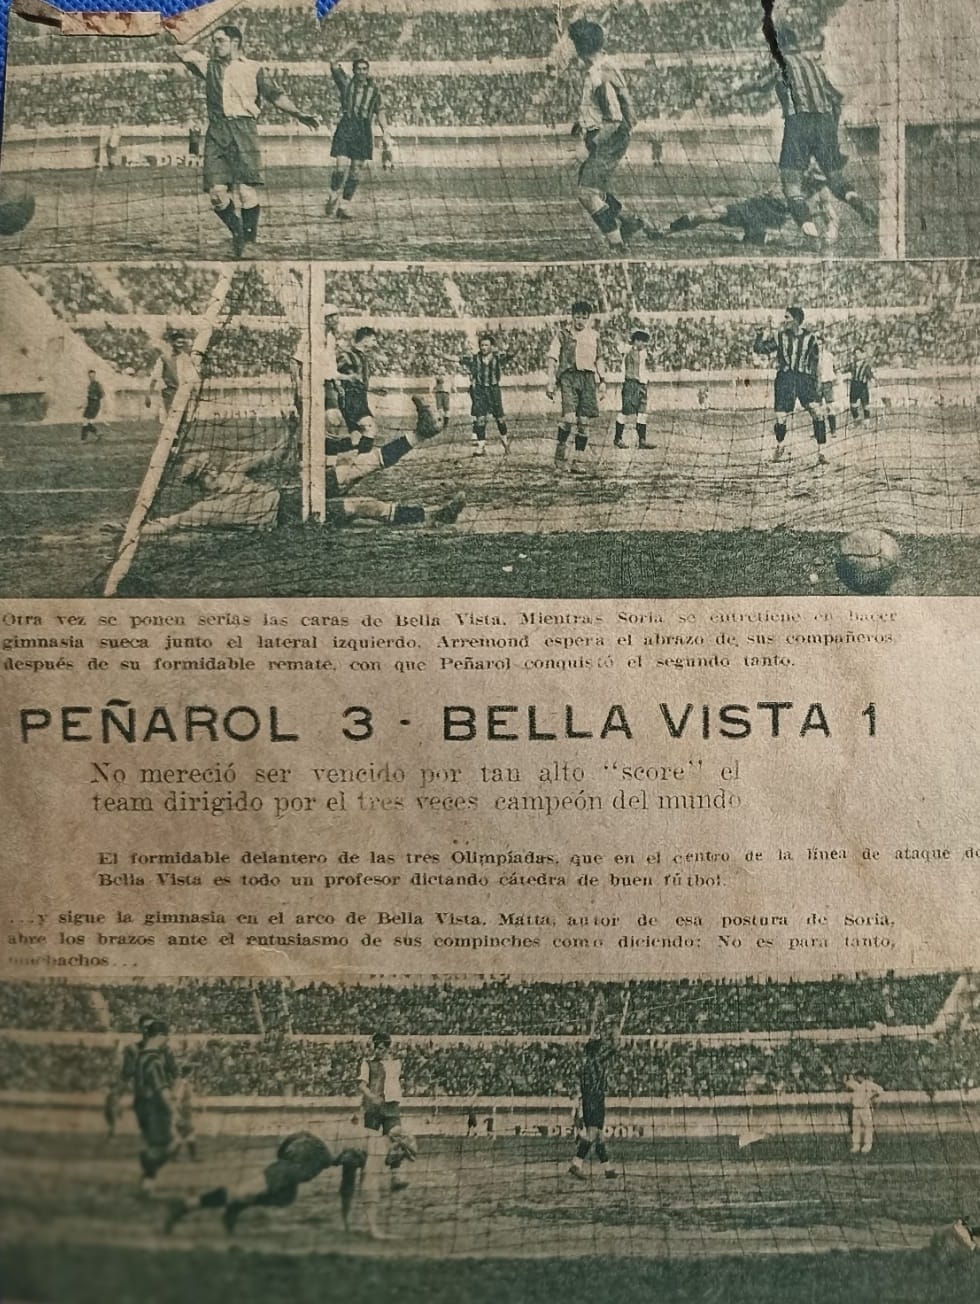 Otra vez se ponen serias las caras de Bella Vista. Mientras Soria se entretiene en hacer
gimnasia sueca junto el lateral izquierdo, Arremond espera el abrazo de sus compañeros
después de su formidable remate, con que Peñarol conquistó el segundo tanto.
PEÑAROL 3 - BELLA VISTA 1
No mereció ser vencido por tan alto "score" el
team dirigido por el tres veces campeón del mundo
El formidable delantero de las tres Olimpíadas, que en el centro de la línea de ataque de
Bella Vista es todo un profesor dictando cátedra de buen fútbol.
...y sigue la gimnasia en el arco de Bella Vista. Matta, autor de esa postura de Soria,
abre los brazos ante el entusiasmo de sus compinches como diciendo: No es para tanto,
muchachos...